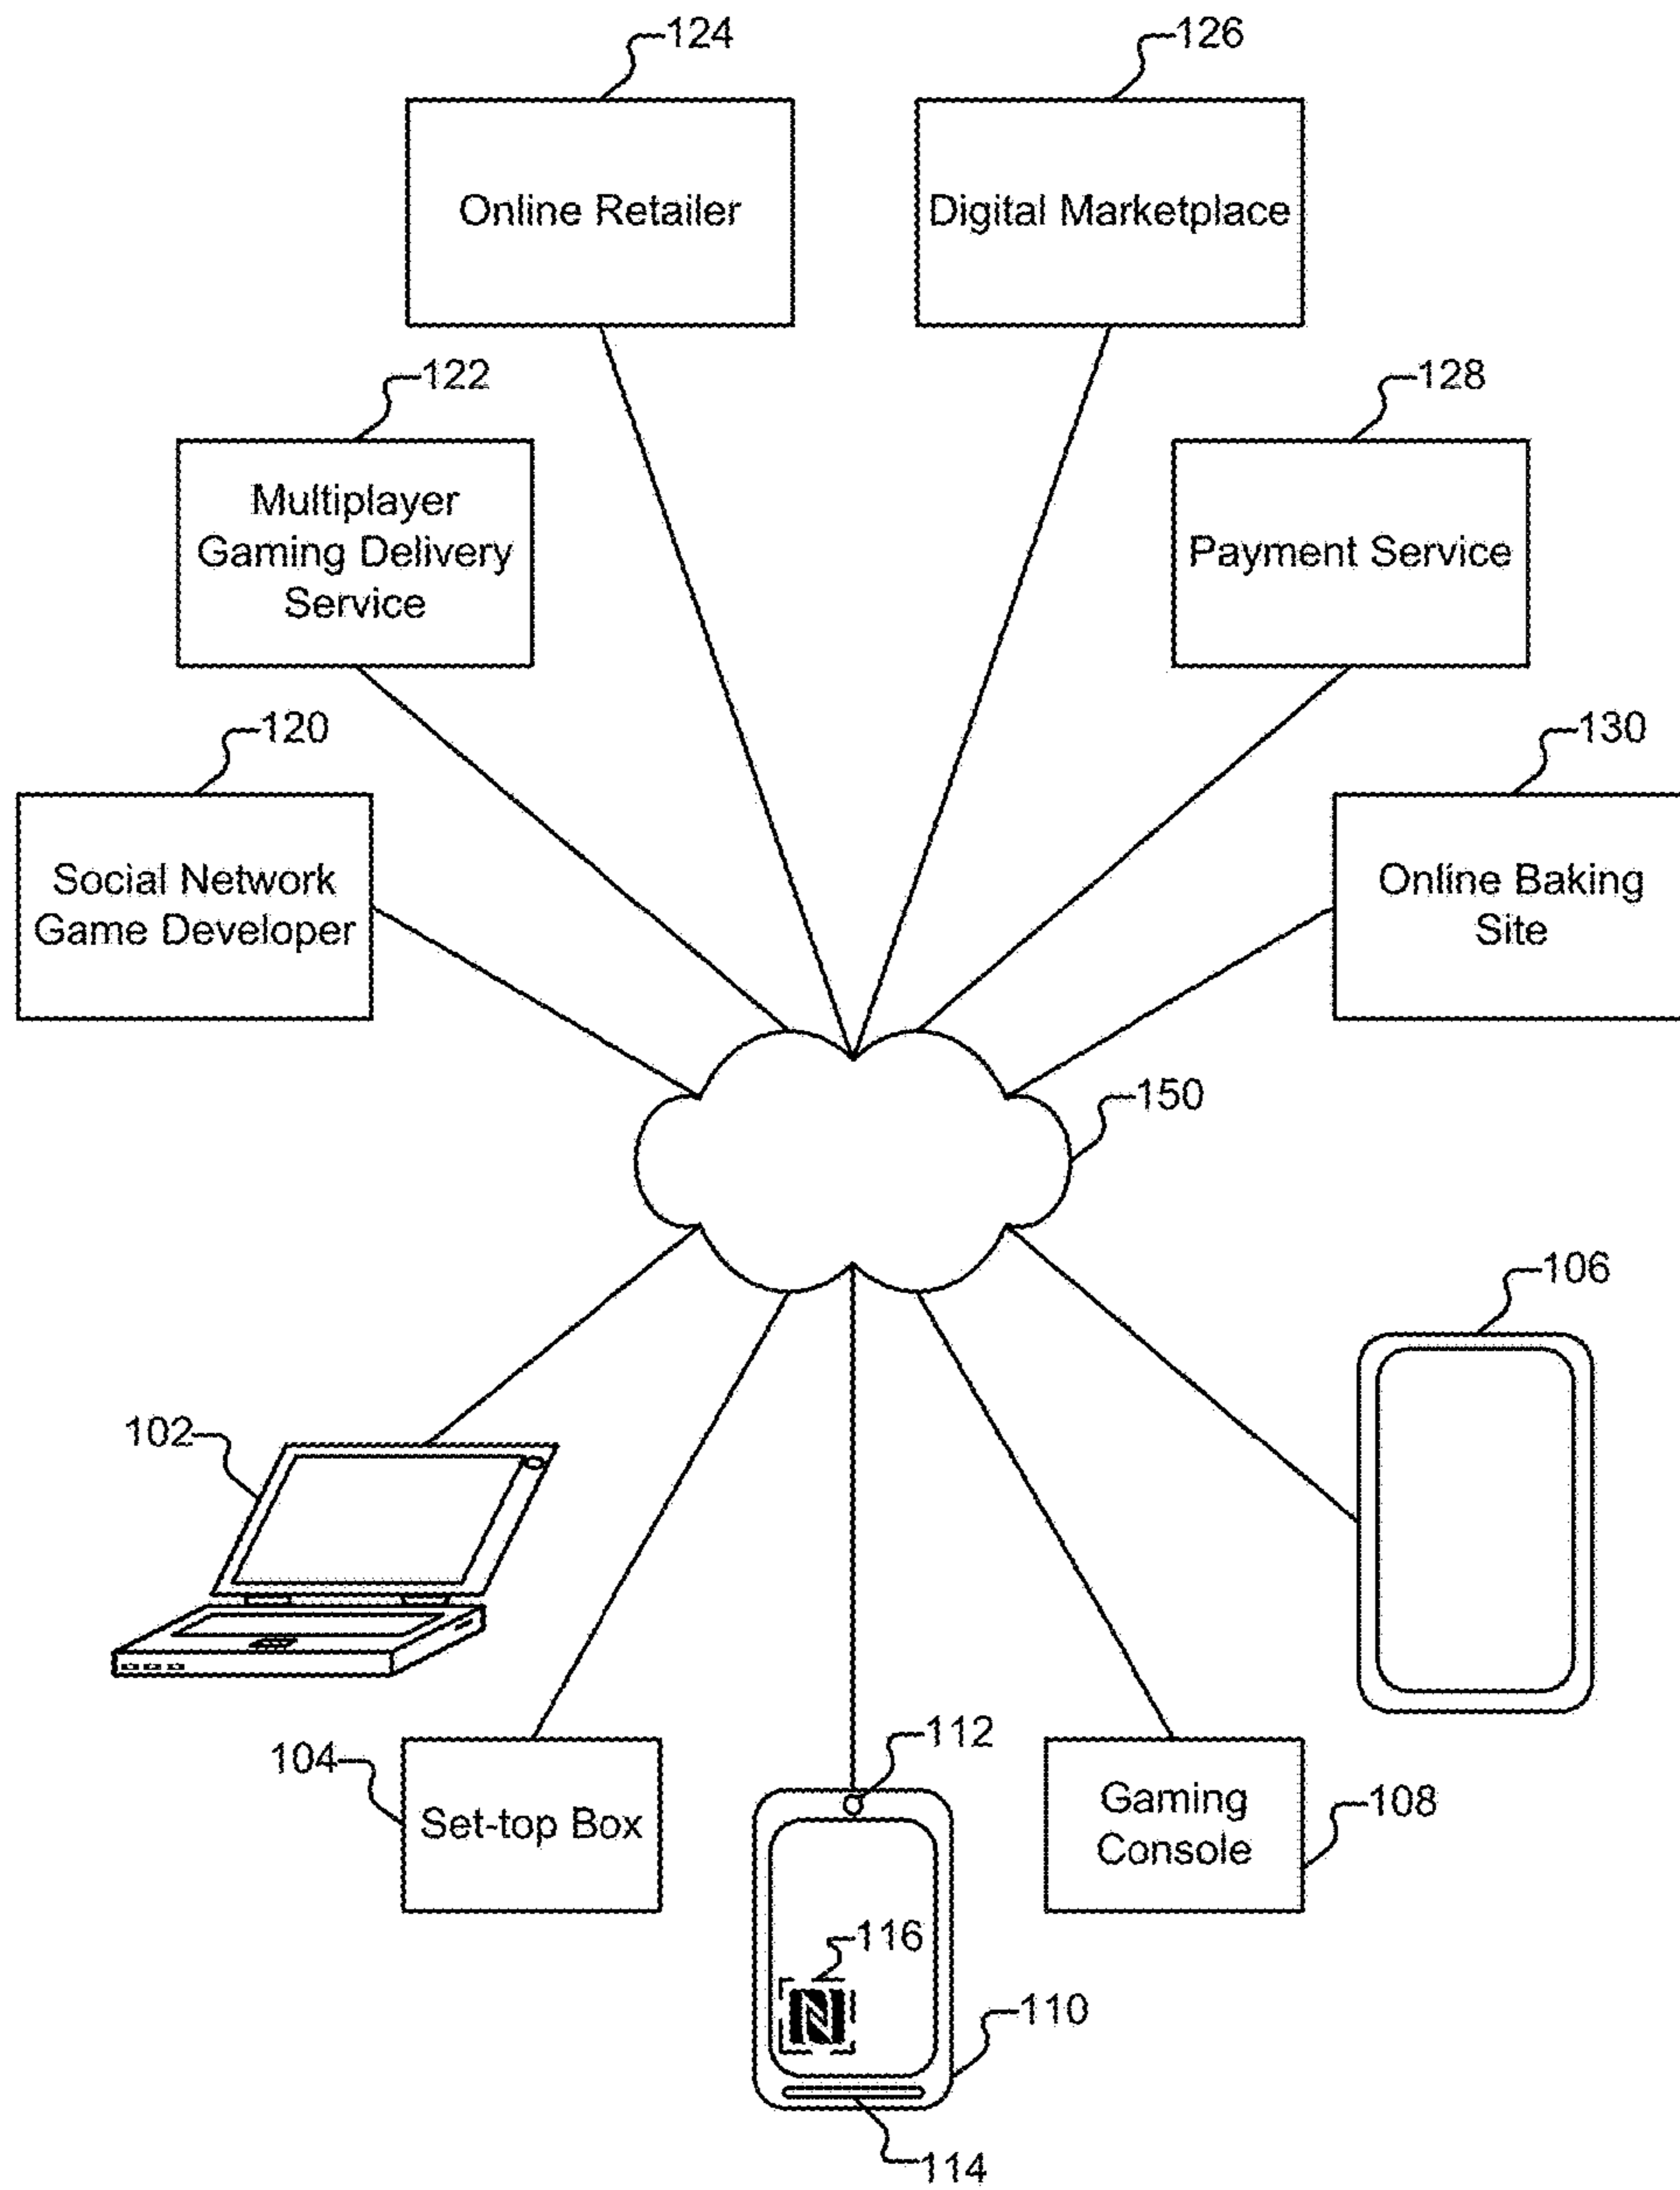 124
126
Online Retailer
Digital Marketplace
122
128
Multiplayer
Gaming Delivery
Service
Payment Service
120
130
Social Network
Game Developer
Online Baking
Site
150
106
102
112
104
Set-top Box
Gaming
Console
108
116
110
114